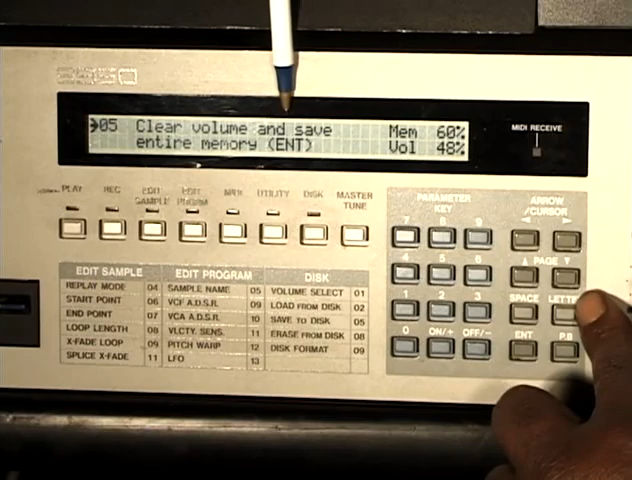 05 Clear volume and save Mem 60%
entire memory (ENT) Vol 48%
MIDI RECEIVE
PLAY REC EDIT SAMPLE EDIT PROGRAM MIDI UTILITY DISK MASTER TUNE
PARAMETER KEY
ARROW /CURSOR
7 8 9
4 5 6 PAGE
1 2 3 SPACE LETTE
0 ON/+ OFF/- ENT P.B
EDIT SAMPLE EDIT PROGRAM DISK
REPLAY MODE 04 SAMPLE NAME 05 VOLUME SELECT 01
START POINT 06 VCF A.D.S.R. 09 LOAD FROM DISK 02
END POINT 07 VCA A.D.S.R. 10 SAVE TO DISK 05
LOOP LENGTH 08 VLCTY. SENS. 11 ERASE FROM DISK 08
X-FADE LOOP 09 PITCH WARP 12 DISK FORMAT 09
SPLICE X-FADE 11 LFO 13